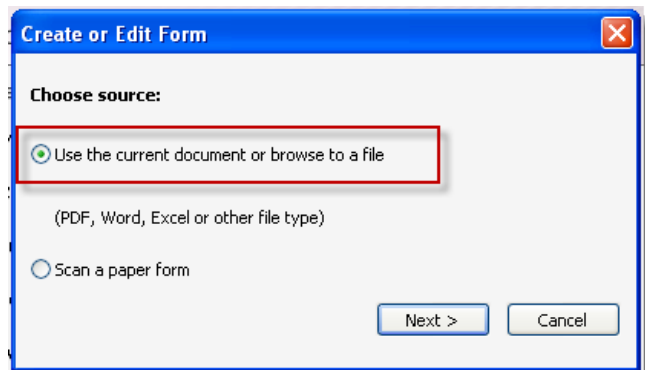 Create or Edit Form
Choose source:
Use the current document or browse to a file
(PDF, Word, Excel or other file type)
Scan a paper form
Next > Cancel